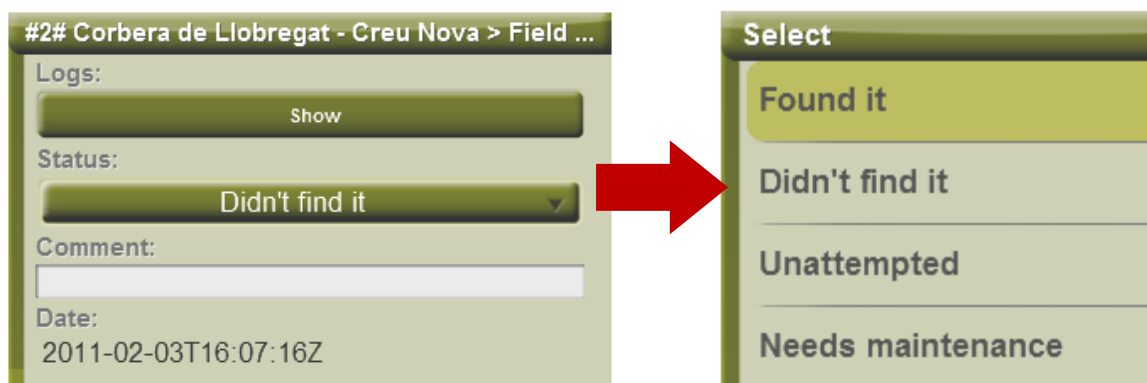 #2# Corbera de Llobregat - Creu Nova > Field ...
Logs:
Show
Status:
Didn't find it
Comment:
Date:
2011-02-03T16:07:16Z
Select
Found it
Didn't find it
Unattempted
Needs maintenance